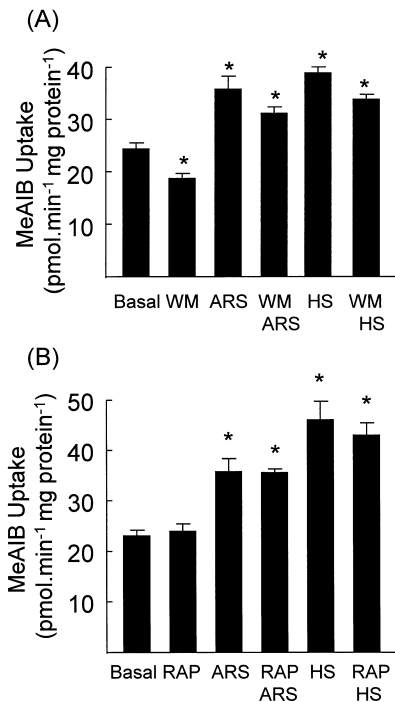 (A)
MeAIB Uptake
(pmol.min⁻¹ mg protein⁻¹)
40
30
20
10
*
*
*
*
*
Basal WM ARS WM HS WM
ARS HS
(B)
MeAIB Uptake
(pmol.min⁻¹ mg protein⁻¹)
50
40
30
20
10
*
*
*
*
Basal RAP ARS RAP HS RAP
ARS HS